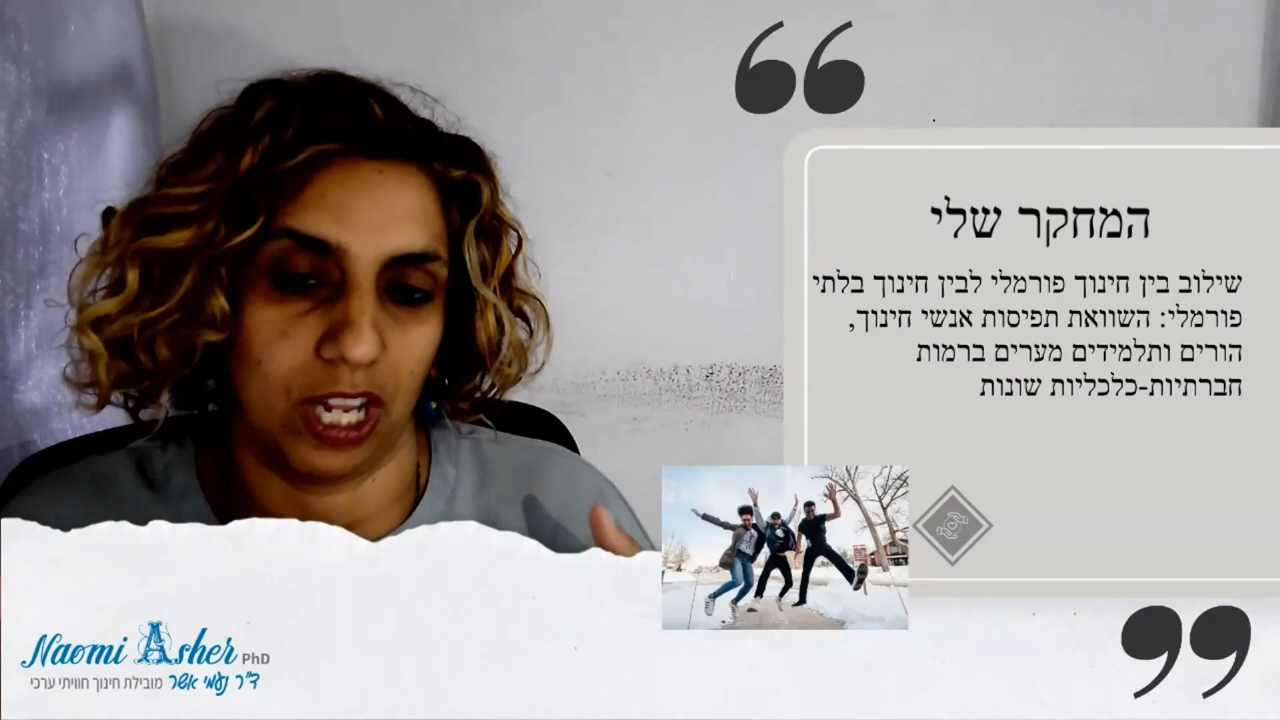 המחקר שלי
שילוב בין חינוך פורמלי לבין חינוך בלתי
פורמלי: השוואת תפיסות אנשי חינוך,
הורים ותלמידים מערים ברמות
חברתיות-כלכליות שונות
Naomi Asher PhD
ד"ר נעמי אשר מובילת חינוך חוויתי ערכי